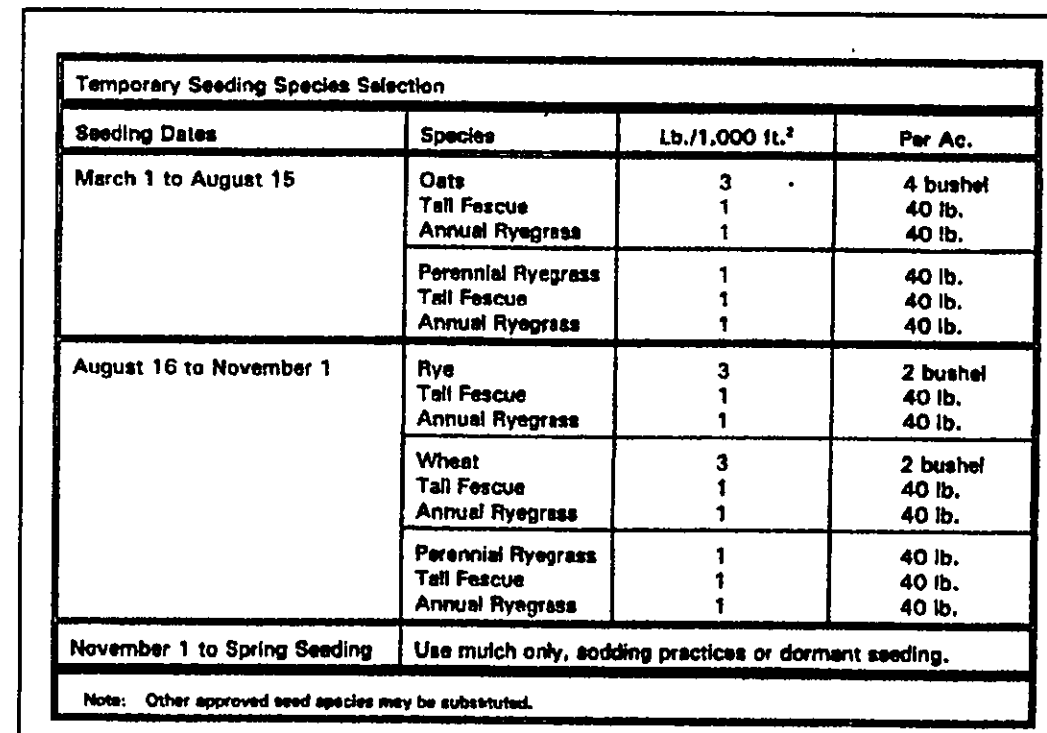 Temporary Seeding Species Selection
Seeding Dates Species Lb./1,000 ft.² Per Ac.
March 1 to August 15 Oats 3 4 bushel
Tall Fescue 1 40 lb.
Annual Ryegrass 1 40 lb.
Perennial Ryegrass 1 40 lb.
Tall Fescue 1 40 lb.
Annual Ryegrass 1 40 lb.
August 16 to November 1 Rye 3 2 bushel
Tall Fescue 1 40 lb.
Annual Ryegrass 1 40 lb.
Wheat 3 2 bushel
Tall Fescue 1 40 lb.
Annual Ryegrass 1 40 lb.
Perennial Ryegrass 1 40 lb.
Tall Fescue 1 40 lb.
Annual Ryegrass 1 40 lb.
November 1 to Spring Seeding Use mulch only, sodding practices or dormant seeding.
Note: Other approved seed species may be substituted.